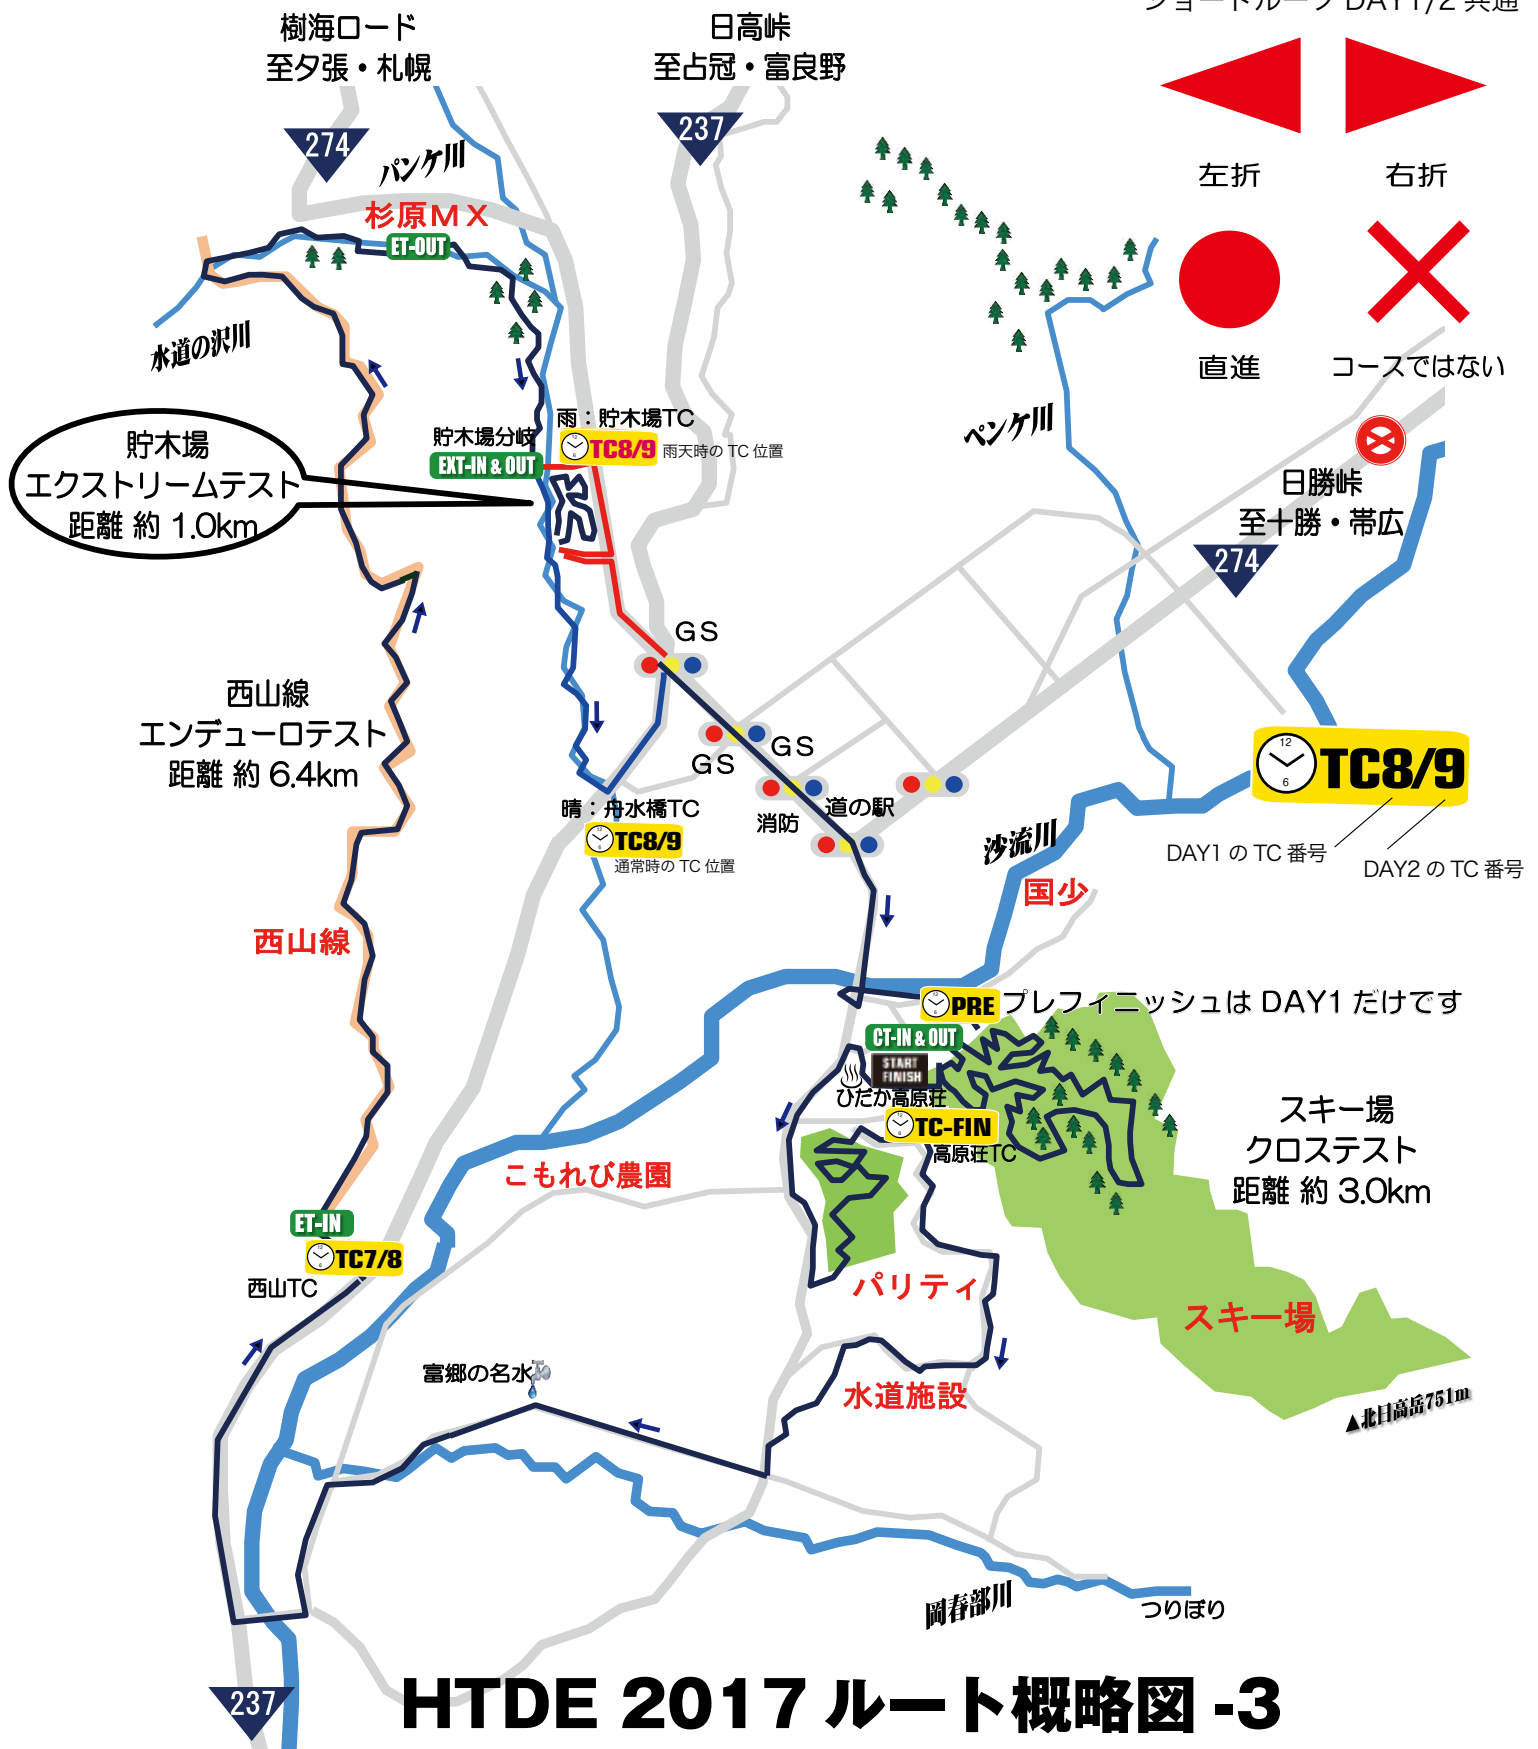 ショートループ DAY1/2 共通
樹海ロード
至夕張・札幌
日高峠
至占冠・富良野
274
237
パンケ川
杉原ＭＸ
ET-OUT
左折
右折
直進
コースではない
水道の沢川
貯木場
エクストリームテスト
距離 約 1.0km
雨：貯木場TC
貯木場分岐
TC8/9
雨天時の TC 位置
EXT-IN & OUT
ペンケ川
日勝峠
至十勝・帯広
274
GS
西山線
エンデューロテスト
距離 約 6.4km
GS
GS
消防
道の駅
晴：舟水橋TC
TC8/9
通常時の TC 位置
TC8/9
DAY1 の TC 番号
DAY2 の TC 番号
沙流川
国少
西山線
PRE
プレフィニッシュは DAY1 だけです
CT-IN & OUT
START
FINISH
ひだか高原荘
TC-FIN
高原荘TC
スキー場
クロステスト
距離 約 3.0km
こもれび農園
ET-IN
TC7/8
西山TC
パリティ
スキー場
富郷の名水
水道施設
▲北日高岳751m
岡春部川
つりぼり
237
HTDE 2017 ルート概略図 -3